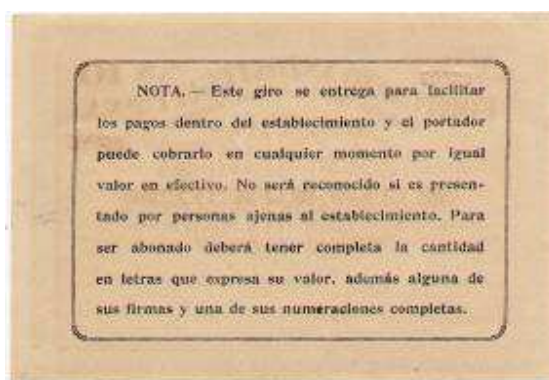 NOTA. — Este giro se entrega para facilitar
los pagos dentro del establecimiento y el portador
puede cobrarlo en cualquier momento por igual
valor en efectivo. No será reconocido si es presen-
tado por personas ajenas al establecimiento. Para
ser abonado deberá tener completa la cantidad
en letras que expresa su valor, además alguna de
sus firmas y una de sus numeraciones completas.